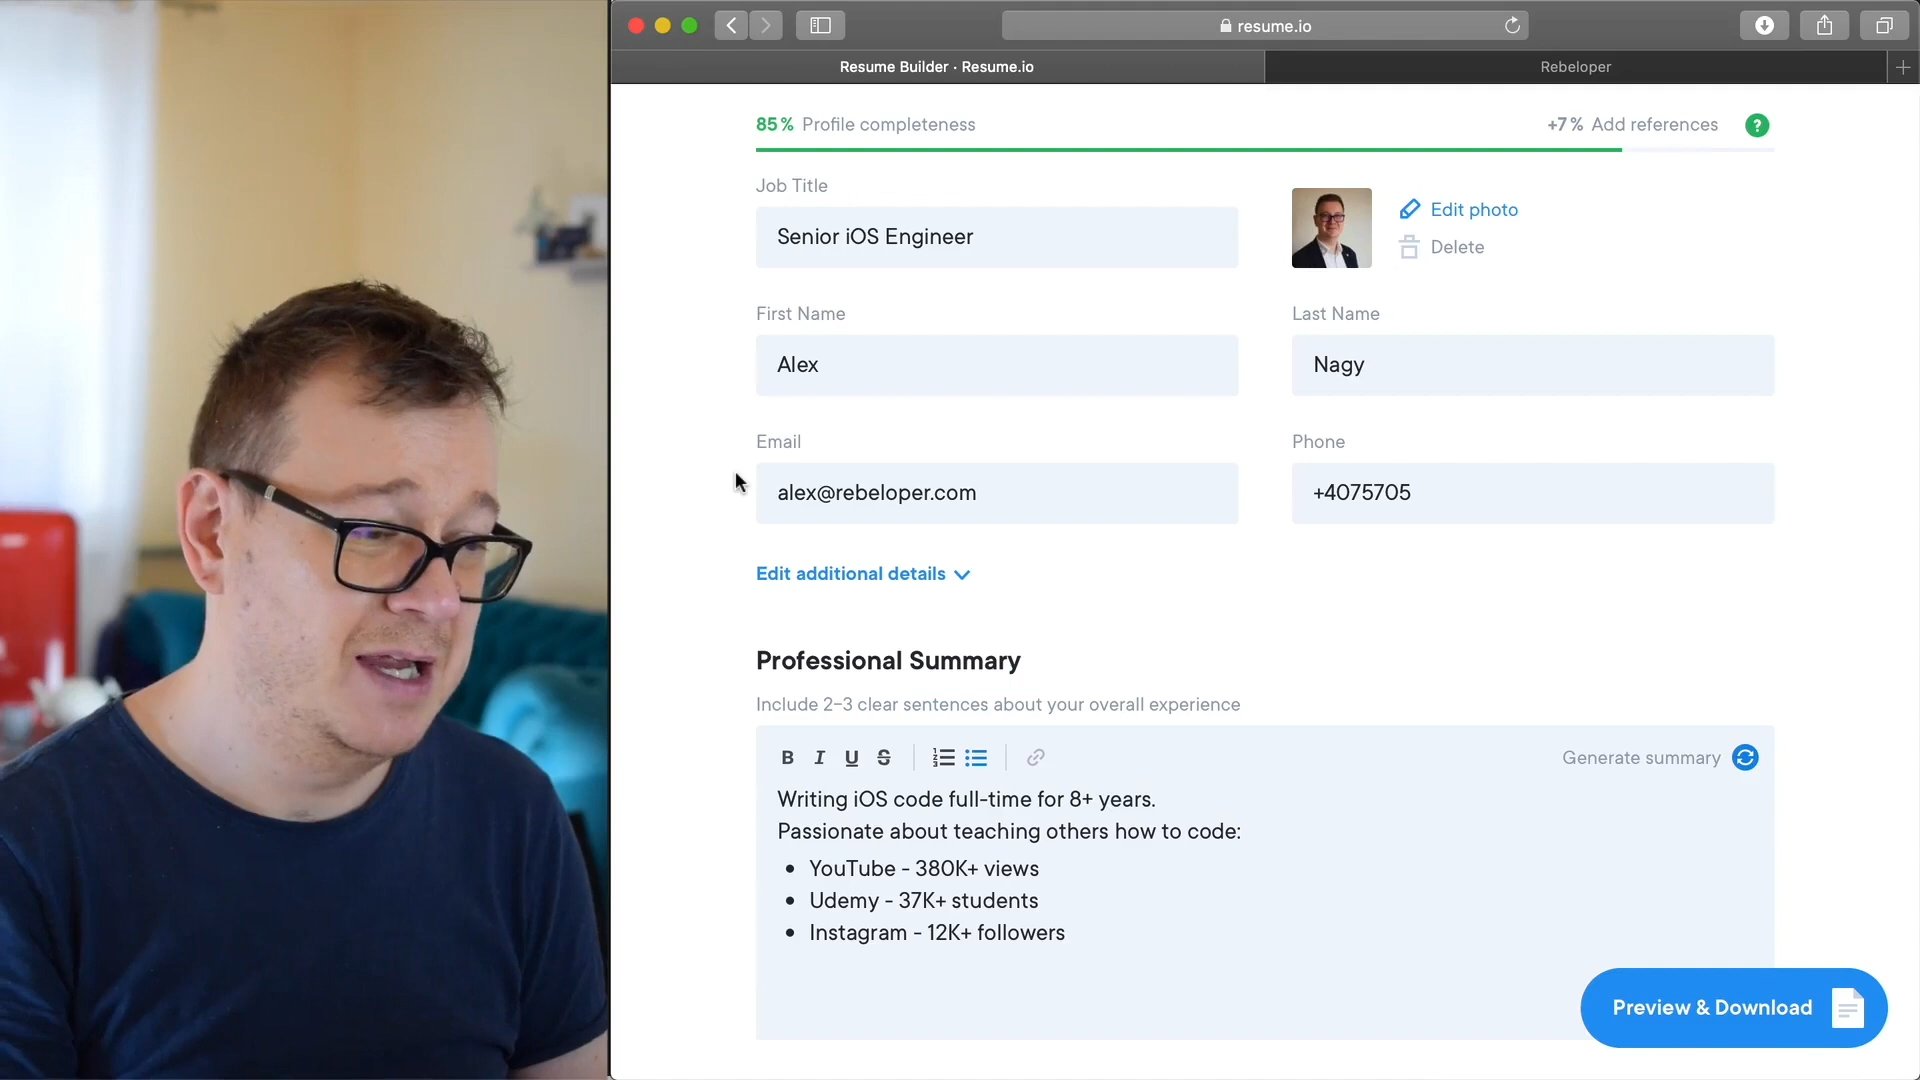 resume.io
Resume Builder · Resume.io
Rebeloper
85% Profile completeness
+7% Add references
?
Job Title
Senior iOS Engineer
Edit photo
Delete
First Name
Last Name
Alex
Nagy
Email
Phone
alex@rebeloper.com
+4075705
Edit additional details
Professional Summary
Include 2-3 clear sentences about your overall experience
B I U S
Generate summary
Writing iOS code full-time for 8+ years.
Passionate about teaching others how to code:
• YouTube - 380K+ views
• Udemy - 37K+ students
• Instagram - 12K+ followers
Preview & Download